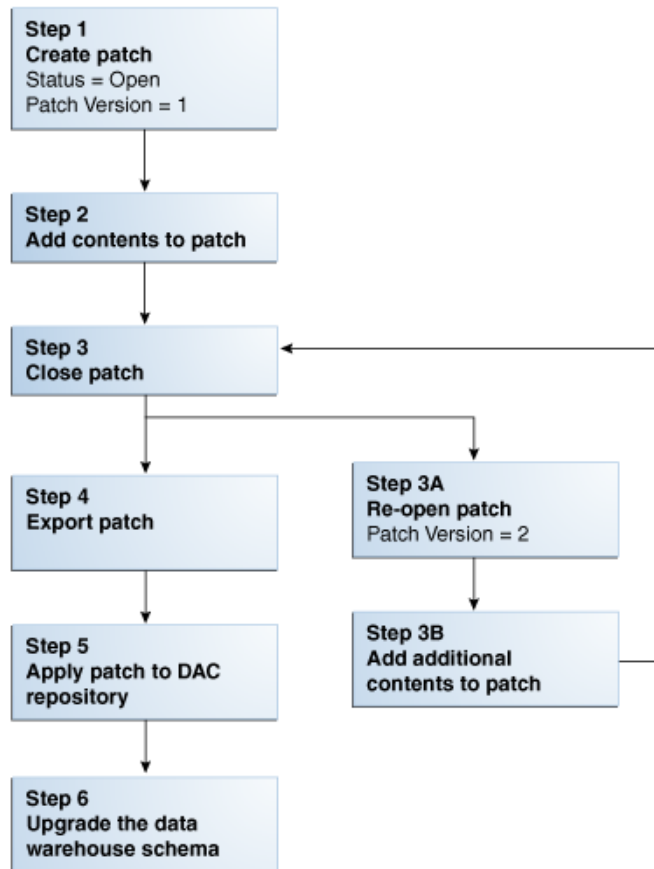 Step 1
Create patch
Status = Open
Patch Version = 1
Step 2
Add contents to patch
Step 3
Close patch
Step 4
Export patch
Step 3A
Re-open patch
Patch Version = 2
Step 5
Apply patch to DAC
repository
Step 3B
Add additional
contents to patch
Step 6
Upgrade the data
warehouse schema